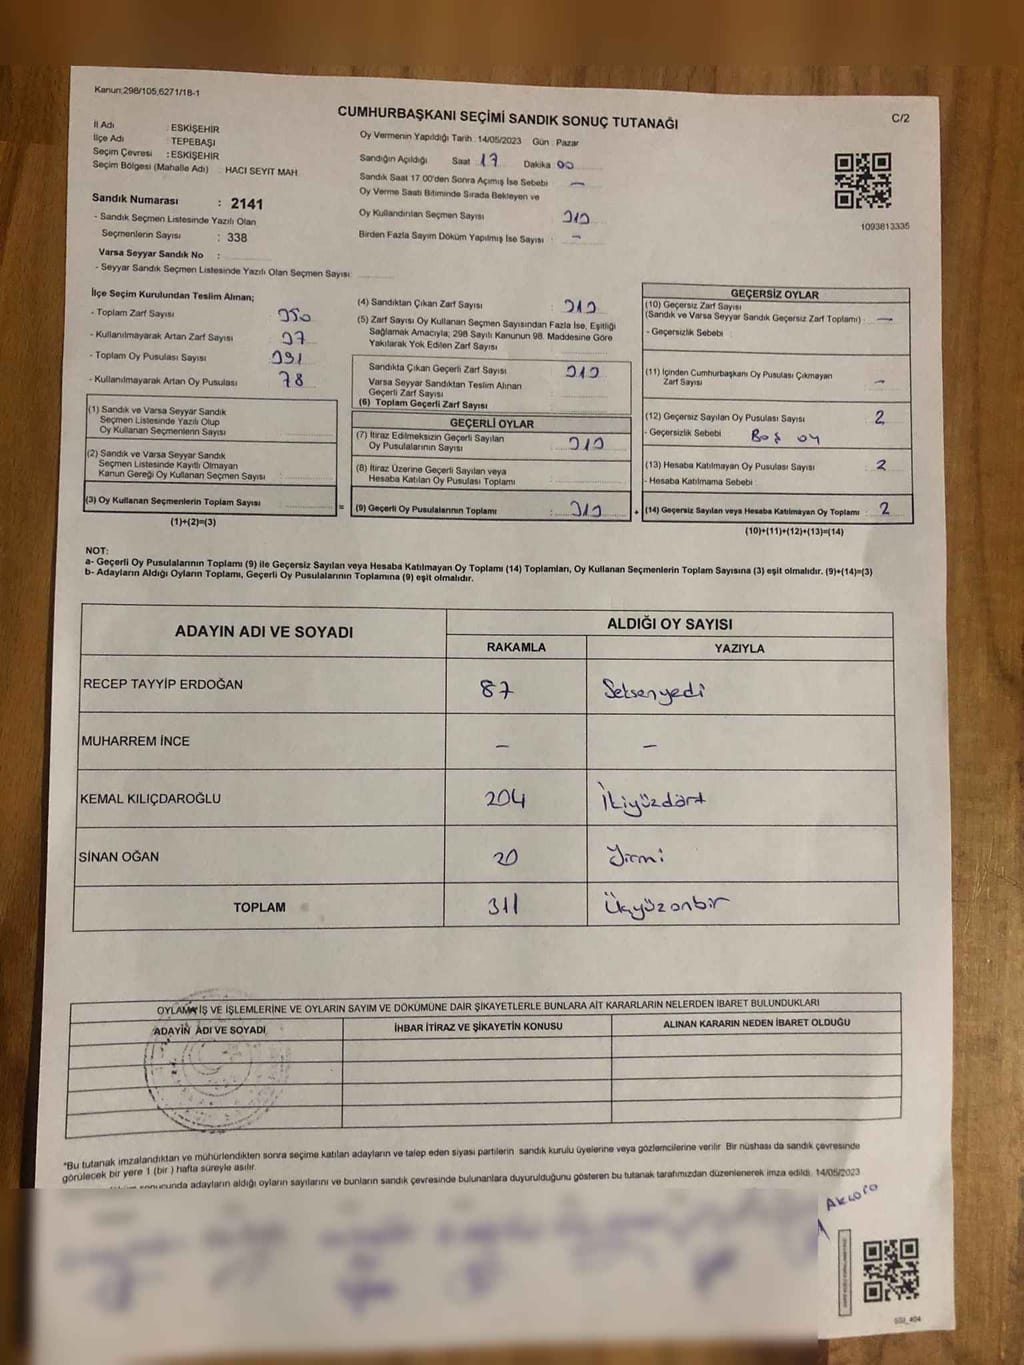 Kanun:298/105,6271/18-1
CUMHURBAŞKANI SEÇİMİ SANDIK SONUÇ TUTANAĞI
C/2
İl Adı : ESKİŞEHİR
İlçe Adı : TEPEBAŞI
Seçim Çevresi : ESKİŞEHİR
Seçim Bölgesi (Mahalle Adı) : HACI SEYIT MAH
Sandık Numarası : 2141
- Sandık Seçmen Listesinde Yazılı Olan
Seçmenlerin Sayısı : 338
Varsa Seyyar Sandık No :
- Seyyar Sandık Seçmen Listesinde Yazılı Olan Seçmen Sayısı:
Oy Vermenin Yapıldığı Tarih : 14/05/2023 Gün : Pazar
Sandığın Açıldığı Saat 17 Dakika 00
Sandık Saat 17.00'den Sonra Açılmış İse Sebebi —
Oy Verme Saati Bitiminde Sırada Bekleyen ve
Oy Kullandırılan Seçmen Sayısı
Birden Fazla Sayım Döküm Yapılmış İse Sayısı : —
1093813335
İlçe Seçim Kurulundan Teslim Alınan;
- Toplam Zarf Sayısı 350
- Kullanılmayarak Artan Zarf Sayısı 37
- Toplam Oy Pusulası Sayısı 391
- Kullanılmayarak Artan Oy Pusulası 78
(1) Sandık ve Varsa Seyyar Sandık
Seçmen Listesinde Yazılı Olup
Oy Kullanan Seçmenlerin Sayısı :
(2) Sandık ve Varsa Seyyar Sandık
Seçmen Listesinde Kayıtlı Olmayan
Kanun Gereği Oy Kullanan Seçmen Sayısı :
(3) Oy Kullanan Seçmenlerin Toplam Sayısı :
(1)+(2)=(3)
(4) Sandıktan Çıkan Zarf Sayısı : 313
(5) Zarf Sayısı Oy Kullanan Seçmen Sayısından Fazla İse, Eşitliği
Sağlamak Amacıyla; 298 Sayılı Kanunun 98. Maddesine Göre
Yakılarak Yok Edilen Zarf Sayısı
Sandıkta Çıkan Geçerli Zarf Sayısı : 313
Varsa Seyyar Sandıktan Teslim Alınan
Geçerli Zarf Sayısı
(6) Toplam Geçerli Zarf Sayısı
GEÇERLİ OYLAR
(7) İtiraz Edilmeksizin Geçerli Sayılan
Oy Pusulalarının Sayısı
(8) İtiraz Üzerine Geçerli Sayılan veya
Hesaba Katılan Oy Pusulası Toplamı
= (9) Geçerli Oy Pusulalarının Toplamı :
GEÇERSİZ OYLAR
(10) Geçersiz Zarf Sayısı
(Sandık ve Varsa Seyyar Sandık Geçersiz Zarf Toplamı) : —
- Geçersizlik Sebebi :
(11) İçinden Cumhurbaşkanı Oy Pusulası Çıkmayan
Zarf Sayısı : —
(12) Geçersiz Sayılan Oy Pusulası Sayısı : 2
- Geçersizlik Sebebi : Boş oy
(13) Hesaba Katılmayan Oy Pusulası Sayısı : 2
- Hesaba Katılmama Sebebi :
+ (14) Geçersiz Sayılan veya Hesaba Katılmayan Oy Toplamı : 2
(10)+(11)+(12)+(13)=(14)
NOT:
a- Geçerli Oy Pusulalarının Toplamı (9) ile Geçersiz Sayılan veya Hesaba Katılmayan Oy Toplamı (14) Toplamları, Oy Kullanan Seçmenlerin Toplam Sayısına (3) eşit olmalıdır. (9)+(14)=(3)
b- Adayların Aldığı Oyların Toplamı, Geçerli Oy Pusulalarının Toplamına (9) eşit olmalıdır.
ADAYIN ADI VE SOYADI ALDIĞI OY SAYISI
RAKAMLA YAZIYLA
RECEP TAYYİP ERDOĞAN 87 Seksenyedi
MUHARREM İNCE — —
KEMAL KILIÇDAROĞLU 204 İkiyüzdört
SİNAN OĞAN 20 Yirmi
TOPLAM 311 Üçyüzonbir
OYLAMA İŞ VE İŞLEMLERİNE VE OYLARIN SAYIM VE DÖKÜMÜNE DAİR ŞİKAYETLERLE BUNLARA AİT KARARLARIN NELERDEN İBARET BULUNDUKLARI
ADAYIN ADI VE SOYADI İHBAR İTİRAZ VE ŞİKAYETİN KONUSU ALINAN KARARIN NEDEN İBARET OLDUĞU
"Bu tutanak imzalandıktan ve mühürlendikten sonra seçime katılan adayların ve talep eden siyasi partilerin sandık kurulu üyelerine veya gözlemcilerine verilir. Bir nüshası da sandık çevresinde
görülecek bir yere 1 (bir) hafta süreyle asılır.
sonucunda adayların aldığı oyların sayılarını ve bunların sandık çevresinde bulunanlara duyurulduğunu gösteren bu tutanak tarafımızdan düzenlenerek imza edildi. 14/05/2023